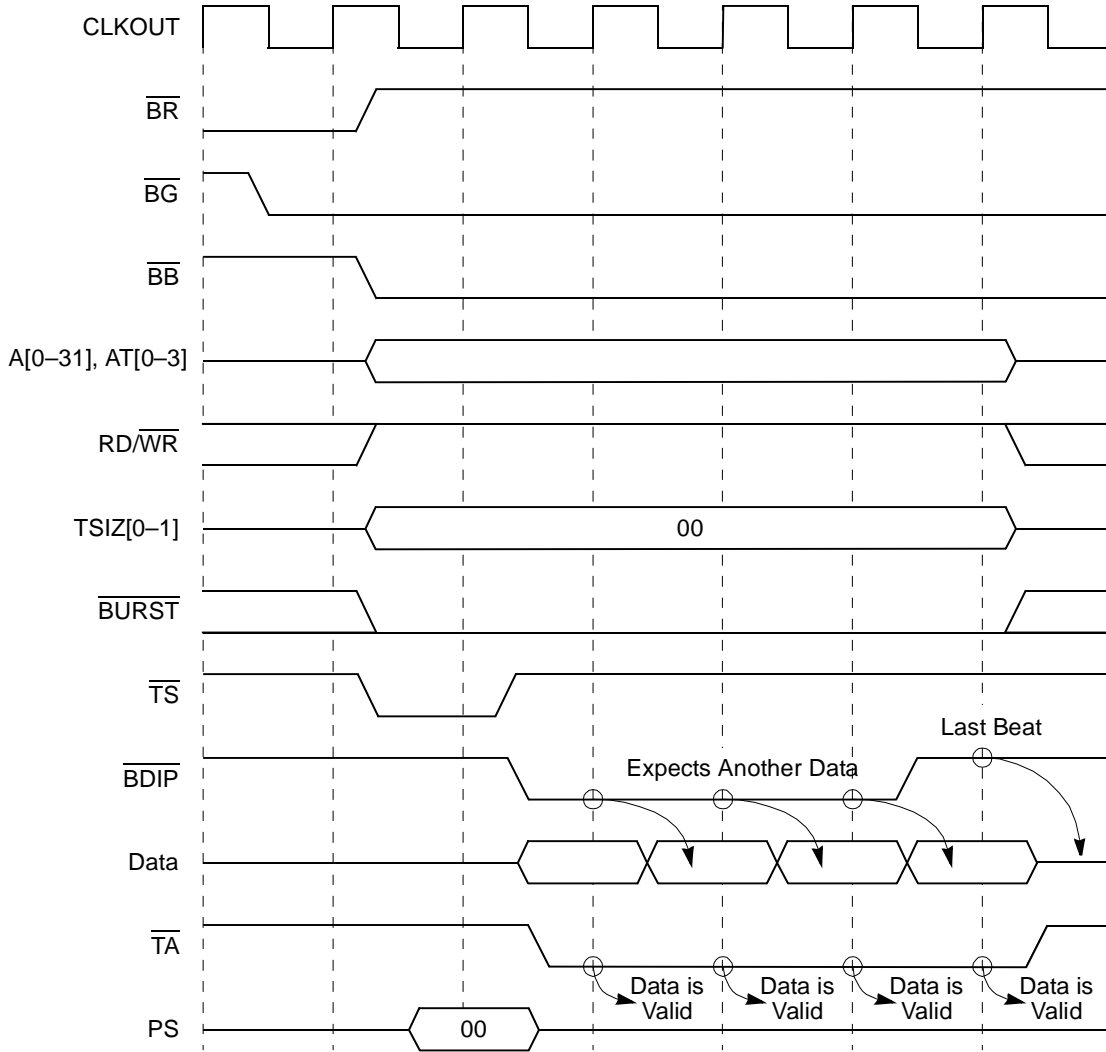 CLKOUT
BR
BG
BB
A[0–31], AT[0–3]
RD/WR
TSIZ[0–1]
00
BURST
TS
Last Beat
BDIP
Expects Another Data
Data
TA
Data is
Valid
Data is
Valid
Data is
Valid
Data is
Valid
PS
00